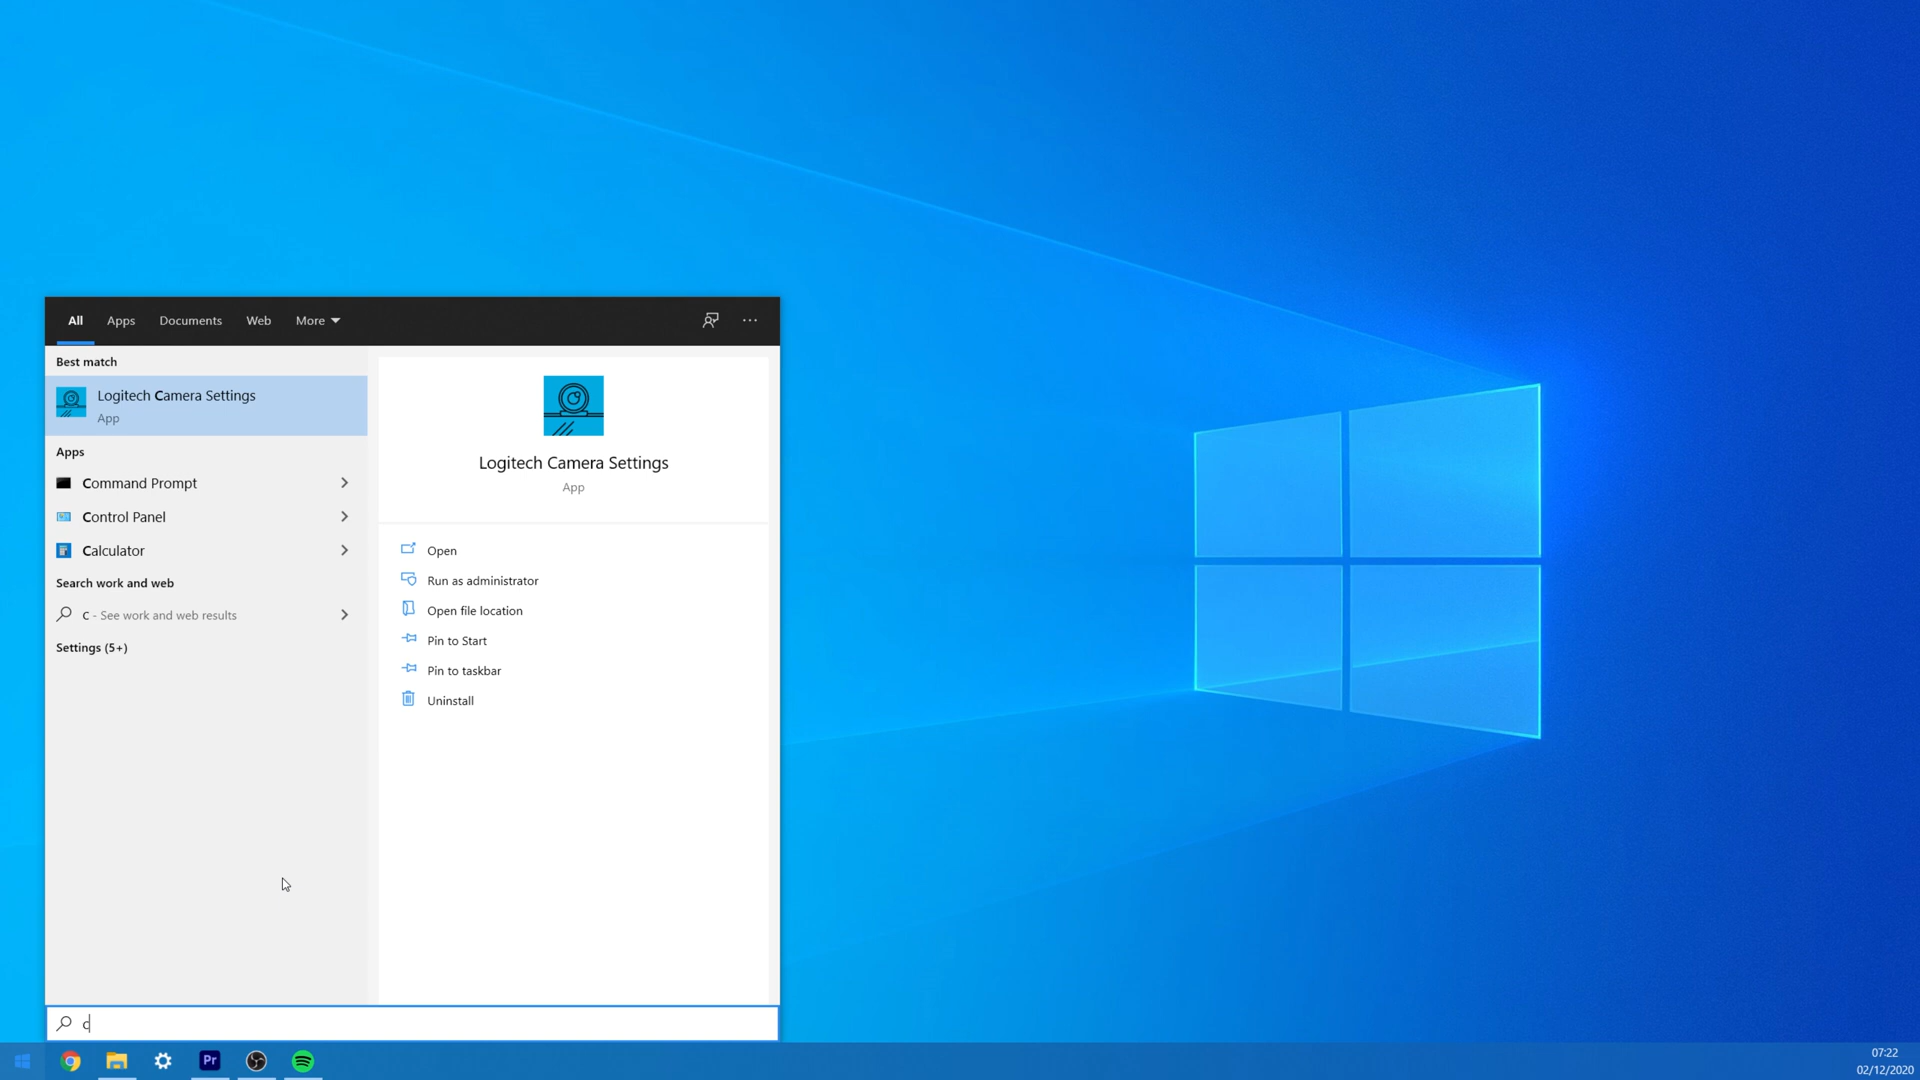 All Apps Documents Web More
Best match
Logitech Camera Settings
App
Apps
Command Prompt
Control Panel
Calculator
Search work and web
c - See work and web results
Settings (5+)
Logitech Camera Settings
App
Open
Run as administrator
Open file location
Pin to Start
Pin to taskbar
Uninstall
c
Pr
07:22
02/12/2020